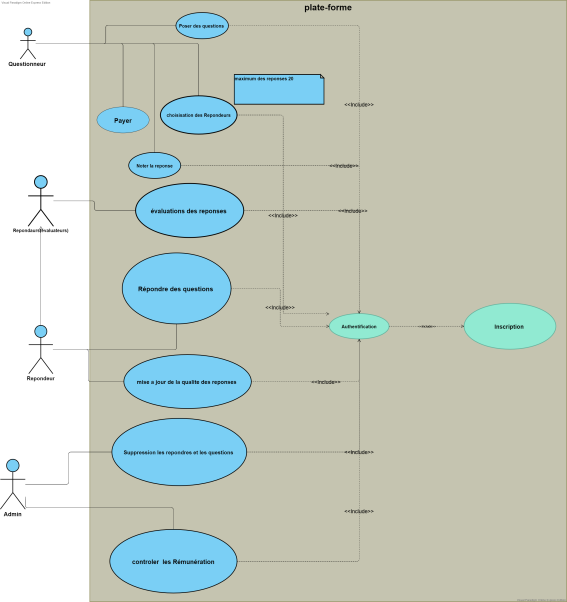 Visual Paradigm Online Express Edition
plate-forme
Poser des questions
Questionneur
maximum des reponses 20
<<Include>>
choisisation des Repondeurs
Payer
Noter la reponse
<<Include>>
Repondaurs(évaluateurs)
évaluations des reponses
<<Include>>
<<Include>>
Répondre des questions
<<Include>>
Authentification
<<Include>>
Inscription
Repondeur
mise a jour de la qualite des reponses
<<Include>>
Suppression les repondres et les questions
<<Include>>
Admin
<<Include>>
controler les Rémunération
Visual Paradigm Online Express Edition